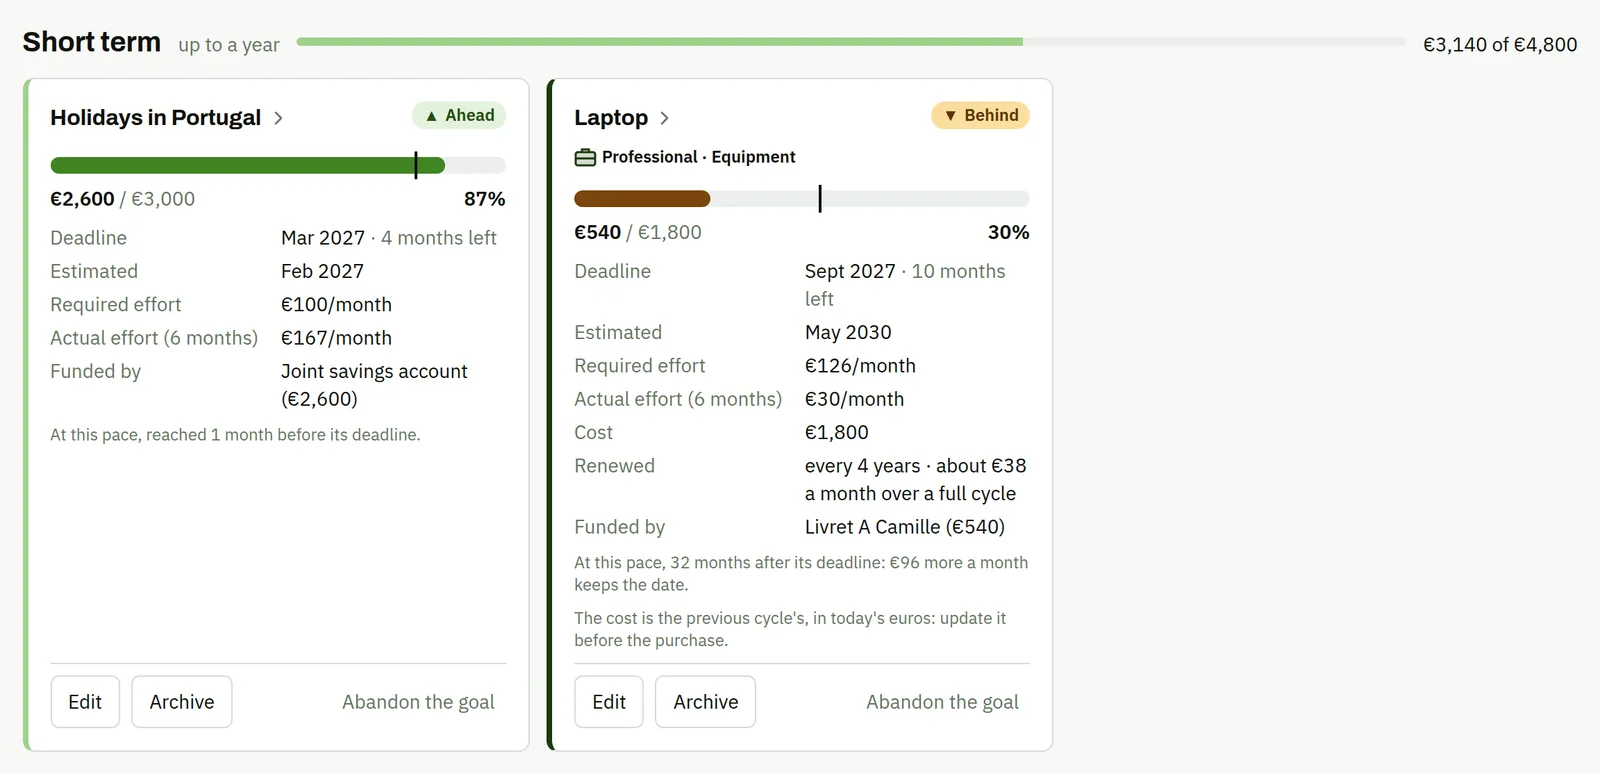 Short term up to a year €3,140 of €4,800
Holidays in Portugal
▲ Ahead
€2,600 / €3,000 87%
Deadline Mar 2027 · 4 months left
Estimated Feb 2027
Required effort €100/month
Actual effort (6 months) €167/month
Funded by Joint savings account
(€2,600)
At this pace, reached 1 month before its deadline.
Edit Archive Abandon the goal
Laptop
▼ Behind
Professional · Equipment
€540 / €1,800 30%
Deadline Sept 2027 · 10 months
left
Estimated May 2030
Required effort €126/month
Actual effort (6 months) €30/month
Cost €1,800
Renewed every 4 years · about €38
a month over a full cycle
Funded by Livret A Camille (€540)
At this pace, 32 months after its deadline: €96 more a month
keeps the date.
The cost is the previous cycle's, in today's euros: update it
before the purchase.
Edit Archive Abandon the goal